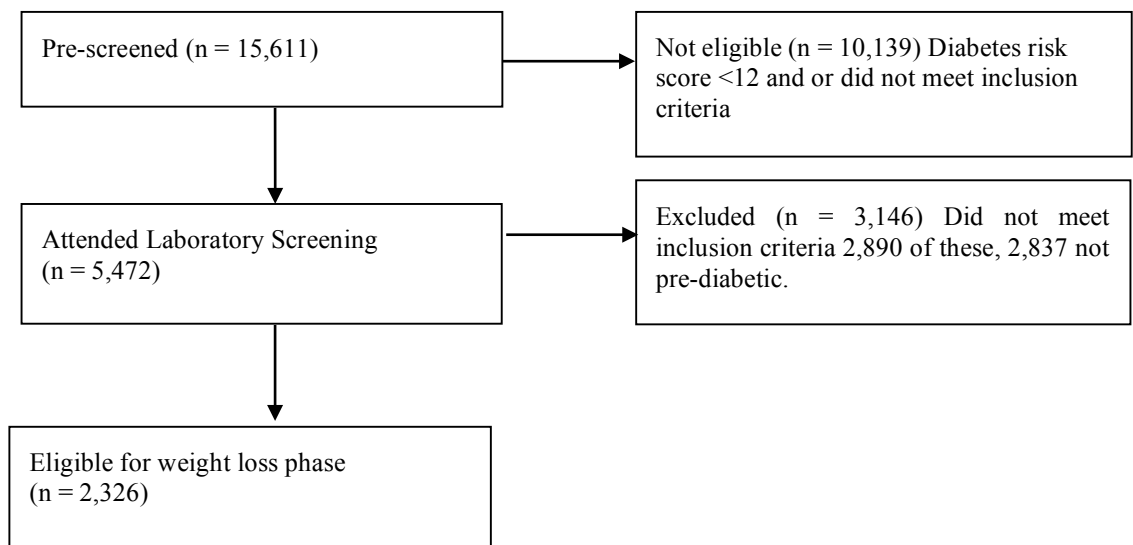 Pre-screened (n = 15,611)
Not eligible (n = 10,139) Diabetes risk
score <12 and or did not meet inclusion
criteria
Attended Laboratory Screening
(n = 5,472)
Excluded (n = 3,146) Did not meet
inclusion criteria 2,890 of these, 2,837 not
pre-diabetic.
Eligible for weight loss phase
(n = 2,326)